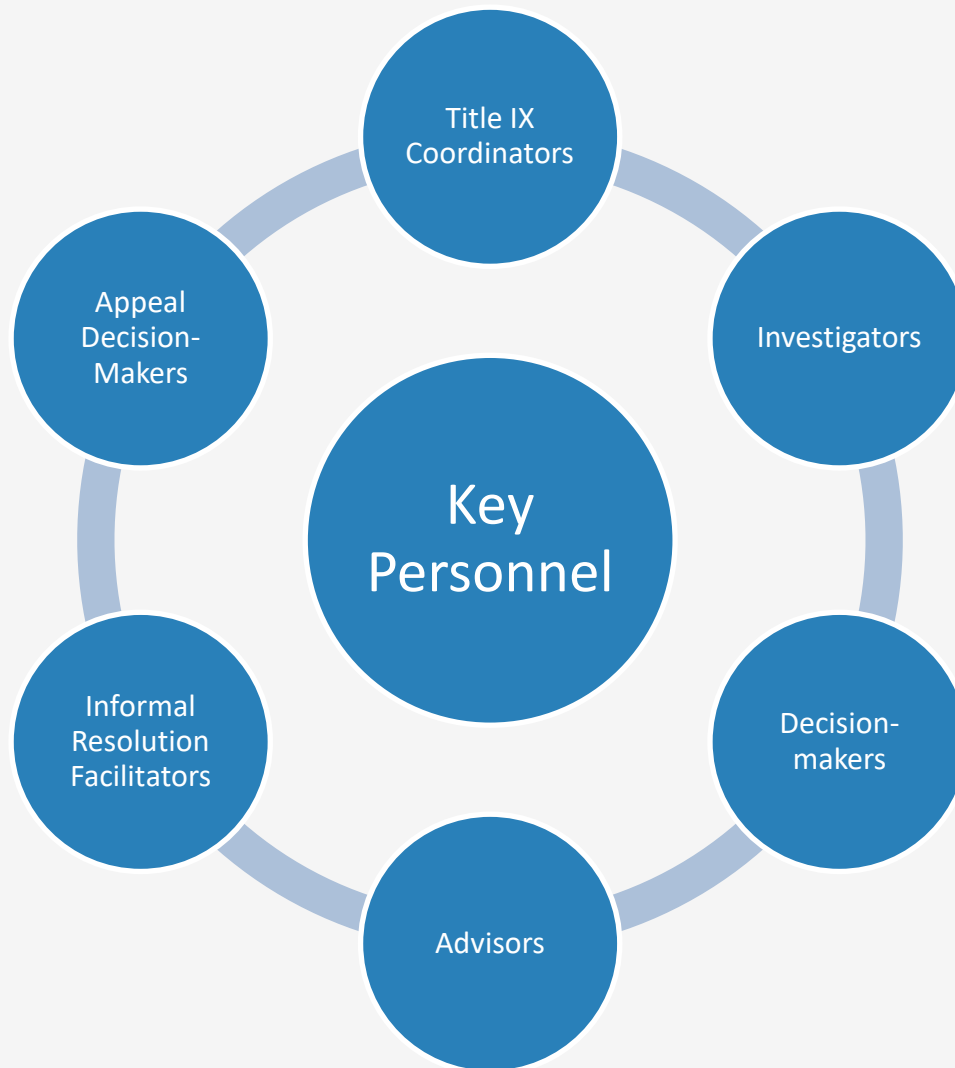 Title IX
Coordinators
Investigators
Decision-
makers
Advisors
Informal
Resolution
Facilitators
Appeal
Decision-
Makers
Key
Personnel